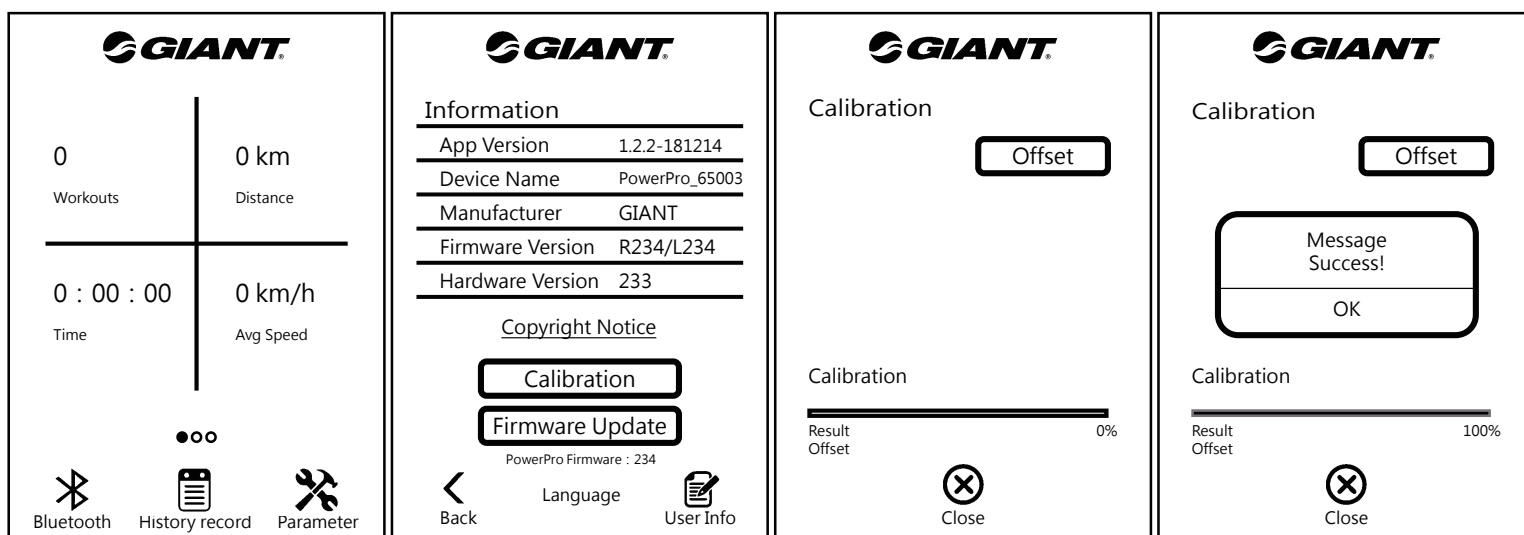 GIANT.
0
0 km
Workouts
Distance
0 : 00 : 00
0 km/h
Time
Avg Speed
Bluetooth
History record
Parameter
GIANT.
Information
App Version 1.2.2-181214
Device Name PowerPro_65003
Manufacturer GIANT
Firmware Version R234/L234
Hardware Version 233
Copyright Notice
Calibration
Firmware Update
PowerPro Firmware : 234
Back
Language
User Info
GIANT.
Calibration
Offset
Calibration
Result 0%
Offset
Close
GIANT.
Calibration
Offset
Message
Success!
OK
Calibration
Result 100%
Offset
Close